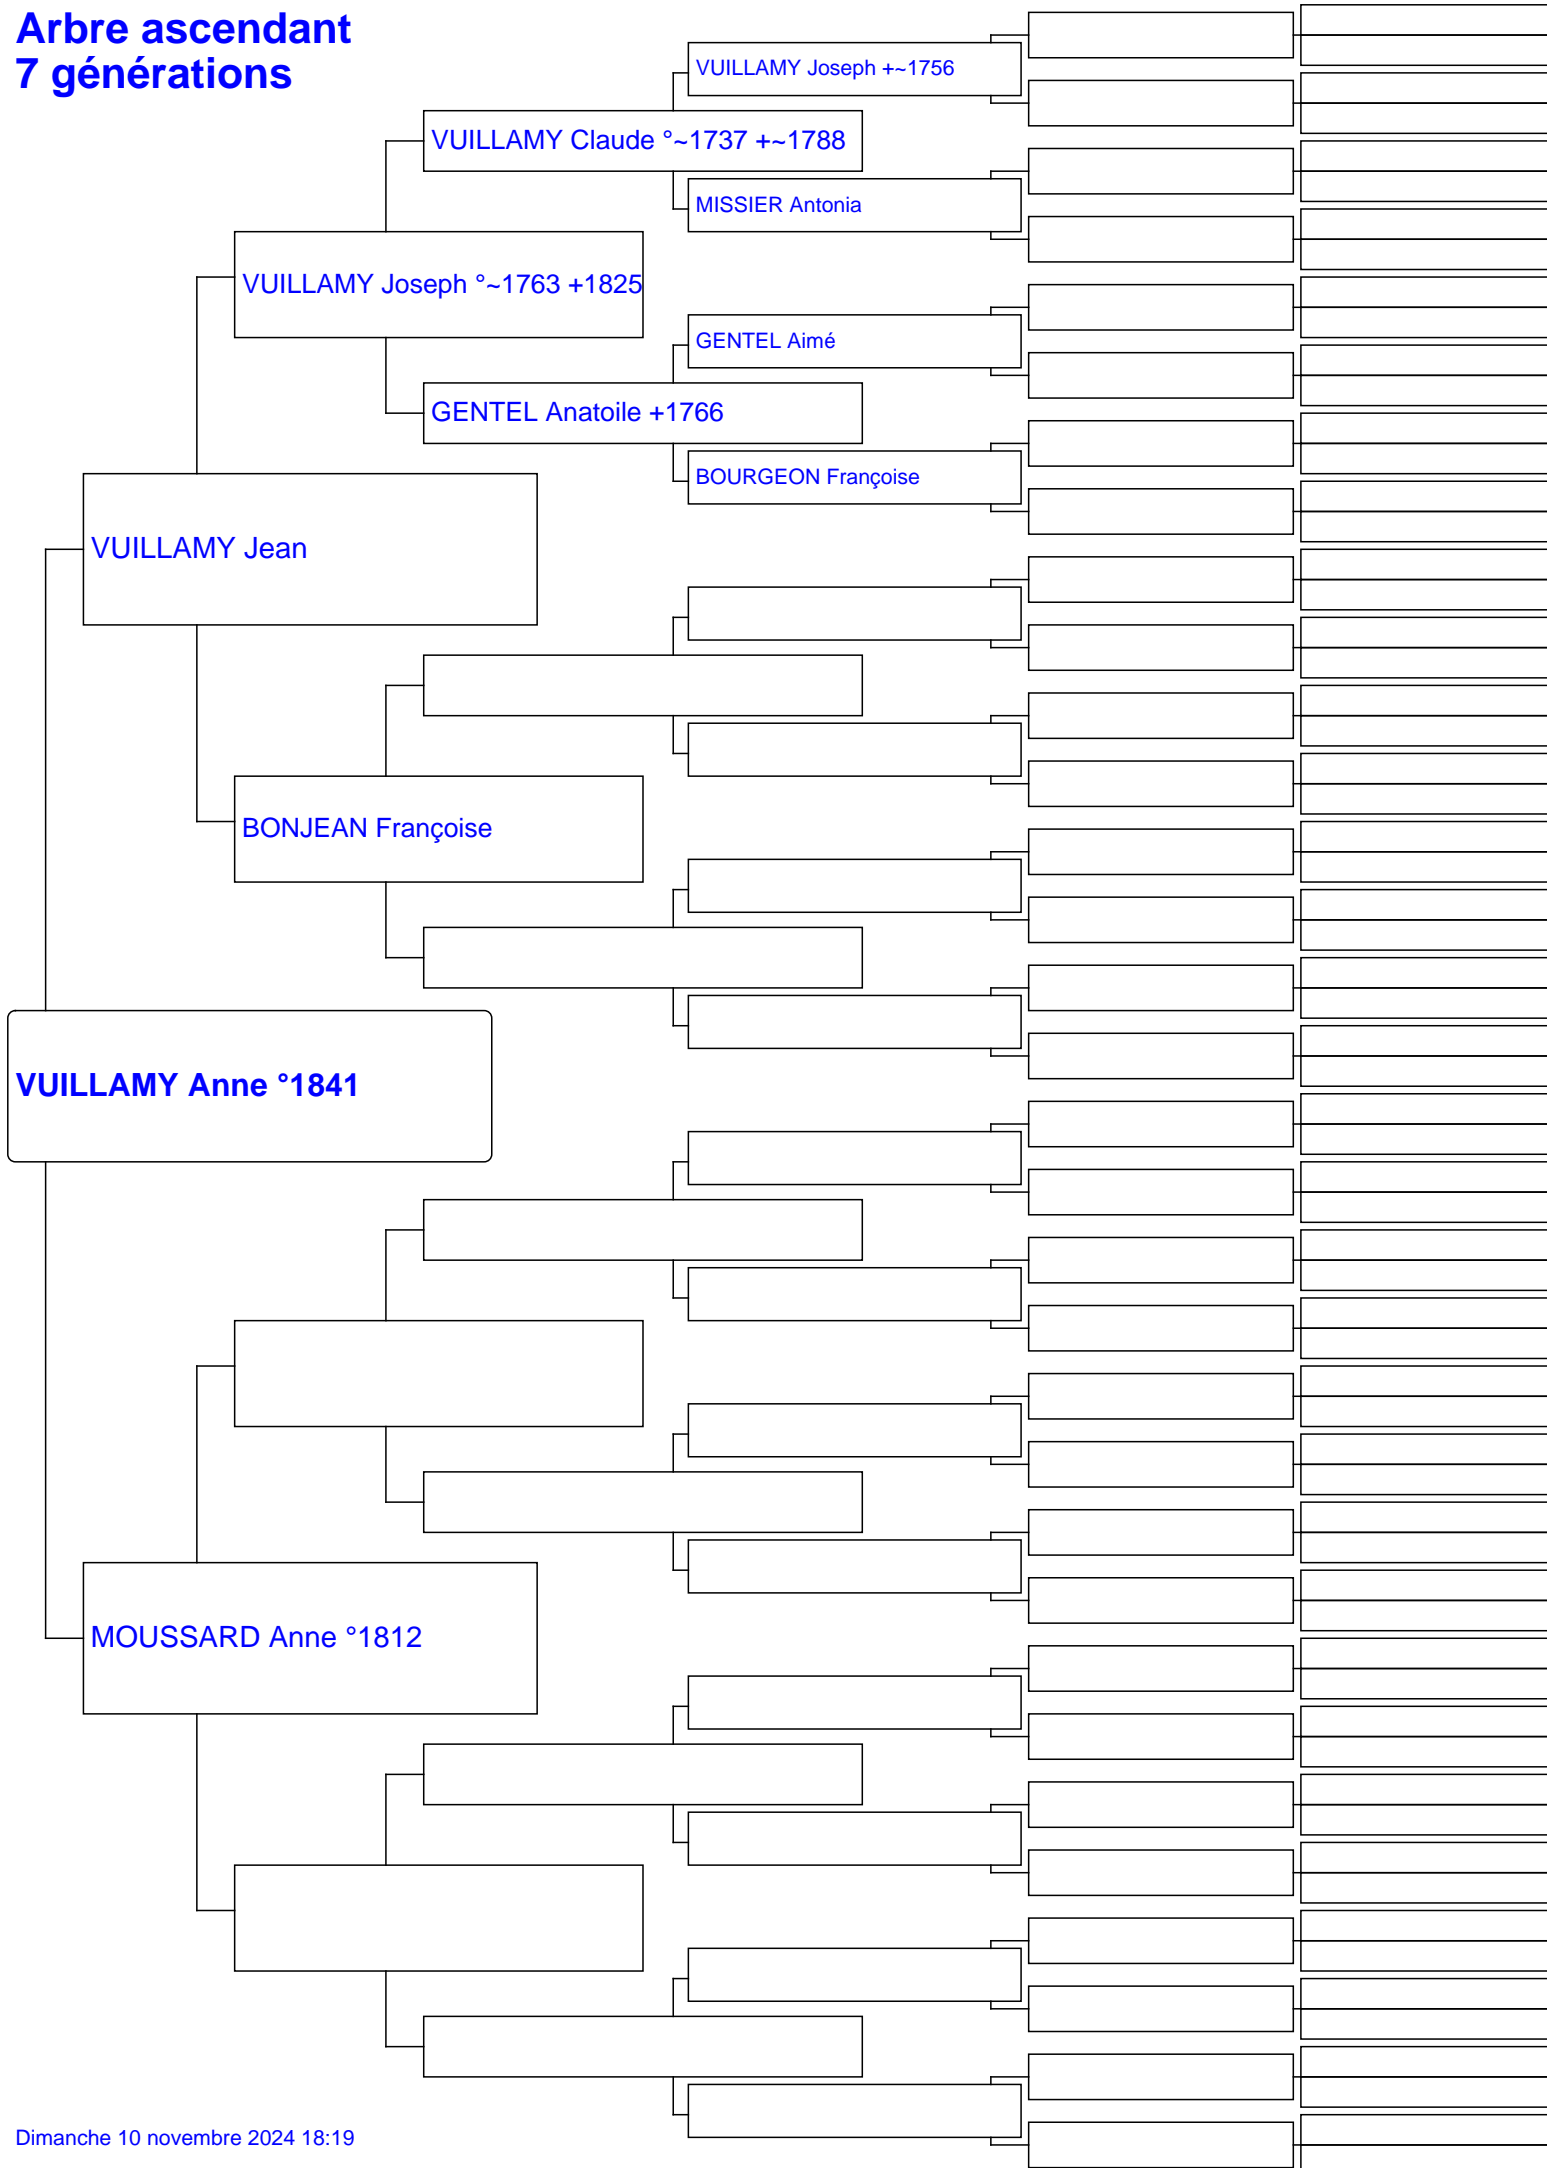 Arbre ascendant
7 générations
VUILLAMY Joseph +~1756
VUILLAMY Claude °~1737 +~1788
MISSIER Antonia
VUILLAMY Joseph °~1763 +1825
GENTEL Aimé
GENTEL Anatoile +1766
BOURGEON Françoise
VUILLAMY Jean
BONJEAN Françoise
VUILLAMY Anne °1841
MOUSSARD Anne °1812
Dimanche 10 novembre 2024 18:19